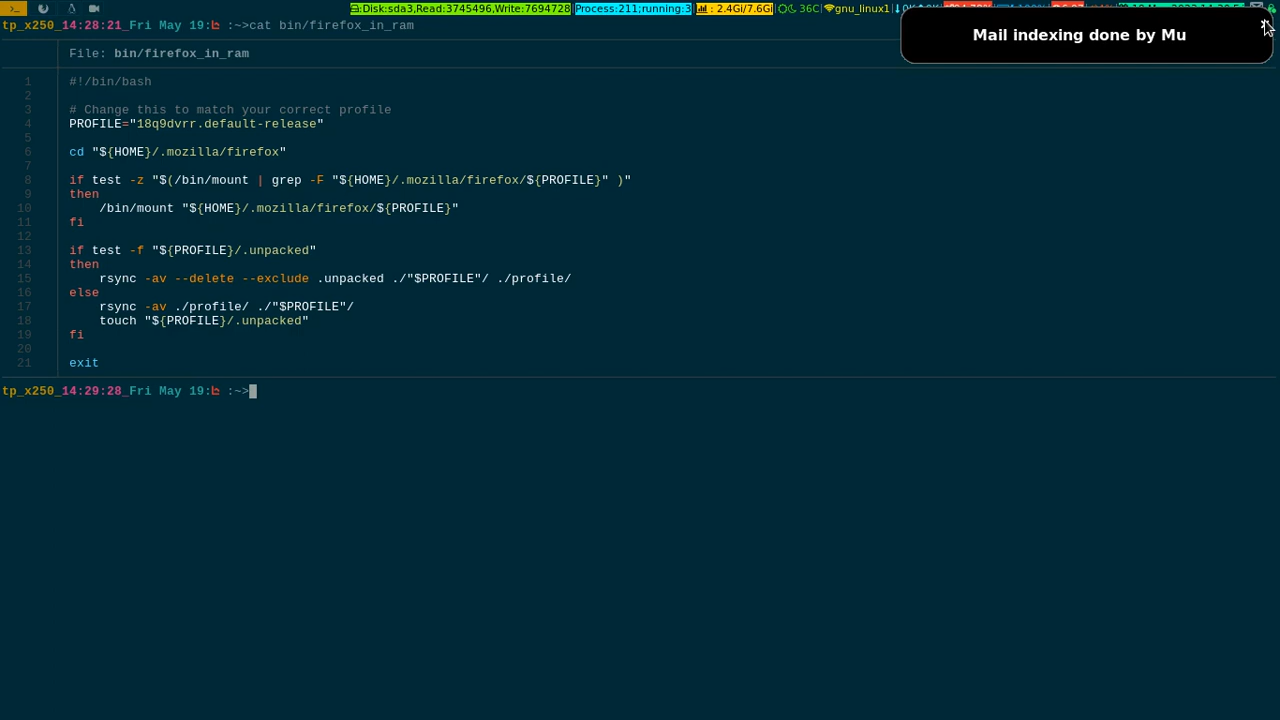 >_ Disk:sda3,Read:3745496,Write:7694728 Process:211;running:3 : 2.4Gi/7.6Gi 36C gnu_linux1
Mail indexing done by Mu
tp_x250_14:28:21_Fri May 19: :~>cat bin/firefox_in_ram
File: bin/firefox_in_ram
1 #!/bin/bash
2
3 # Change this to match your correct profile
4 PROFILE="18q9dvrr.default-release"
5
6 cd "${HOME}/.mozilla/firefox"
7
8 if test -z "$(/bin/mount | grep -F "${HOME}/.mozilla/firefox/${PROFILE}" )"
9 then
10     /bin/mount "${HOME}/.mozilla/firefox/${PROFILE}"
11 fi
12
13 if test -f "${PROFILE}/.unpacked"
14 then
15     rsync -av --delete --exclude .unpacked ./"$PROFILE"/ ./profile/
16 else
17     rsync -av ./profile/ ./"$PROFILE"/
18     touch "${PROFILE}/.unpacked"
19 fi
20
21 exit
tp_x250_14:29:28_Fri May 19: :~>